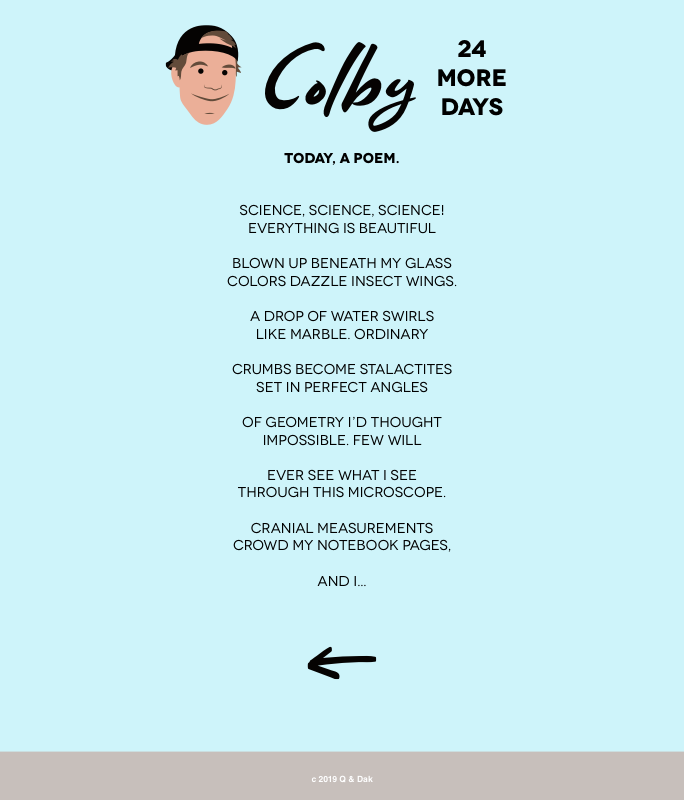 Colby
24
MORE
DAYS
TODAY, A POEM.
SCIENCE, SCIENCE, SCIENCE!
EVERYTHING IS BEAUTIFUL
BLOWN UP BENEATH MY GLASS
COLORS DAZZLE INSECT WINGS.
A DROP OF WATER SWIRLS
LIKE MARBLE. ORDINARY
CRUMBS BECOME STALACTITES
SET IN PERFECT ANGLES
OF GEOMETRY I'D THOUGHT
IMPOSSIBLE. FEW WILL
EVER SEE WHAT I SEE
THROUGH THIS MICROSCOPE.
CRANIAL MEASUREMENTS
CROWD MY NOTEBOOK PAGES,
AND I...
c 2019 Q & Dak